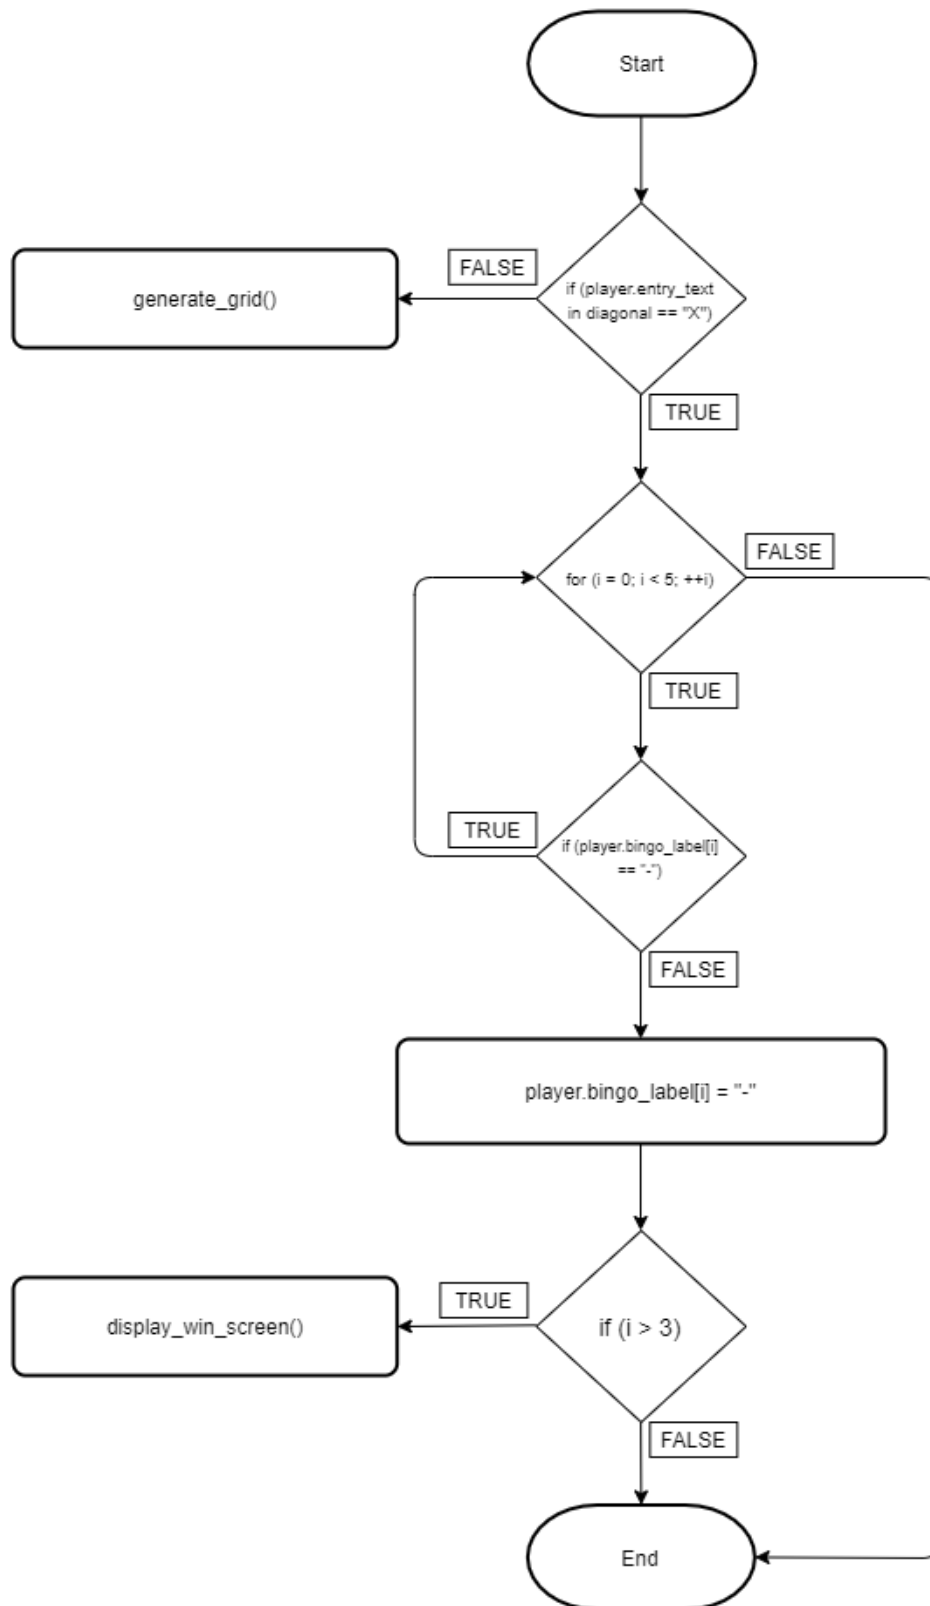 Start
FALSE
generate_grid()
if (player.entry_text
in diagonal == "X")
TRUE
FALSE
for (i = 0; i < 5; ++i)
TRUE
TRUE
if (player.bingo_label[i]
== "-")
FALSE
player.bingo_label[i] = "-"
TRUE
display_win_screen()
if (i > 3)
FALSE
End